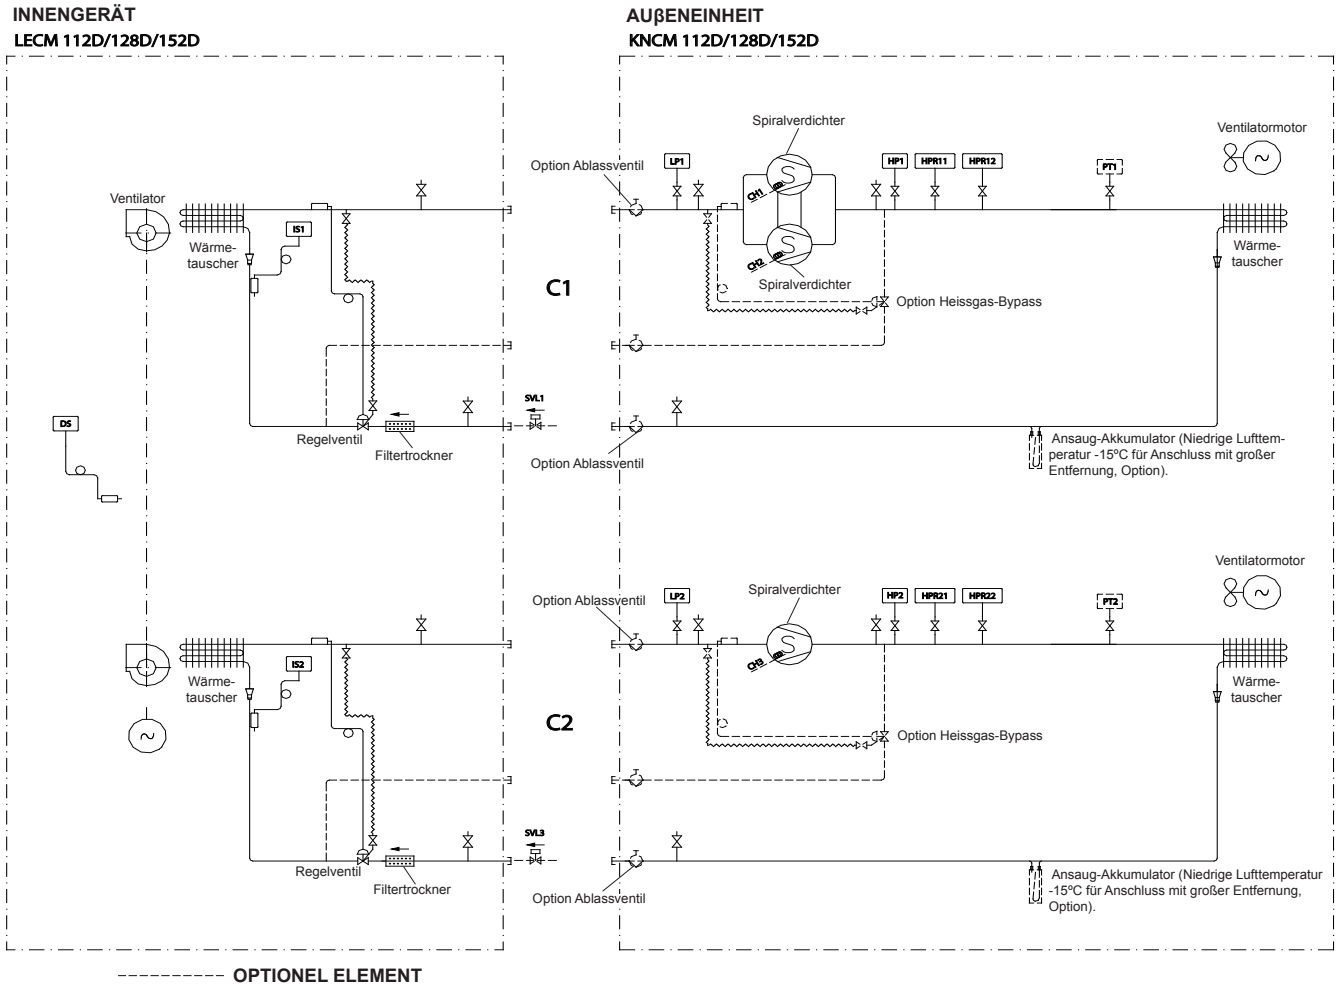 INNENGERÄT
LECM 112D/128D/152D
AUβENEINHEIT
KNCM 112D/128D/152D
Spiralverdichter
Ventilatormotor
Option Ablassventil
LP1
HP1
HPR11
HPR12
PT1
CH1
Ventilator
IS1
Wärme-
tauscher
CH2
Spiralverdichter
Wärme-
tauscher
C1
Option Heissgas-Bypass
SVL1
DS
Regelventil
Filtertrockner
Option Ablassventil
Ansaug-Akkumulator (Niedrige Lufttem-
peratur -15ºC für Anschluss mit großer
Entfernung, Option).
Ventilatormotor
Spiralverdichter
Option Ablassventil
LP2
HP2
HPR21
HPR22
PT2
CH3
IS2
Wärme-
tauscher
Wärme-
tauscher
C2
Option Heissgas-Bypass
SVL3
Regelventil
Filtertrockner
Option Ablassventil
Ansaug-Akkumulator (Niedrige Lufttemperatur
-15ºC für Anschluss mit großer Entfernung,
Option).
OPTIONEL ELEMENT